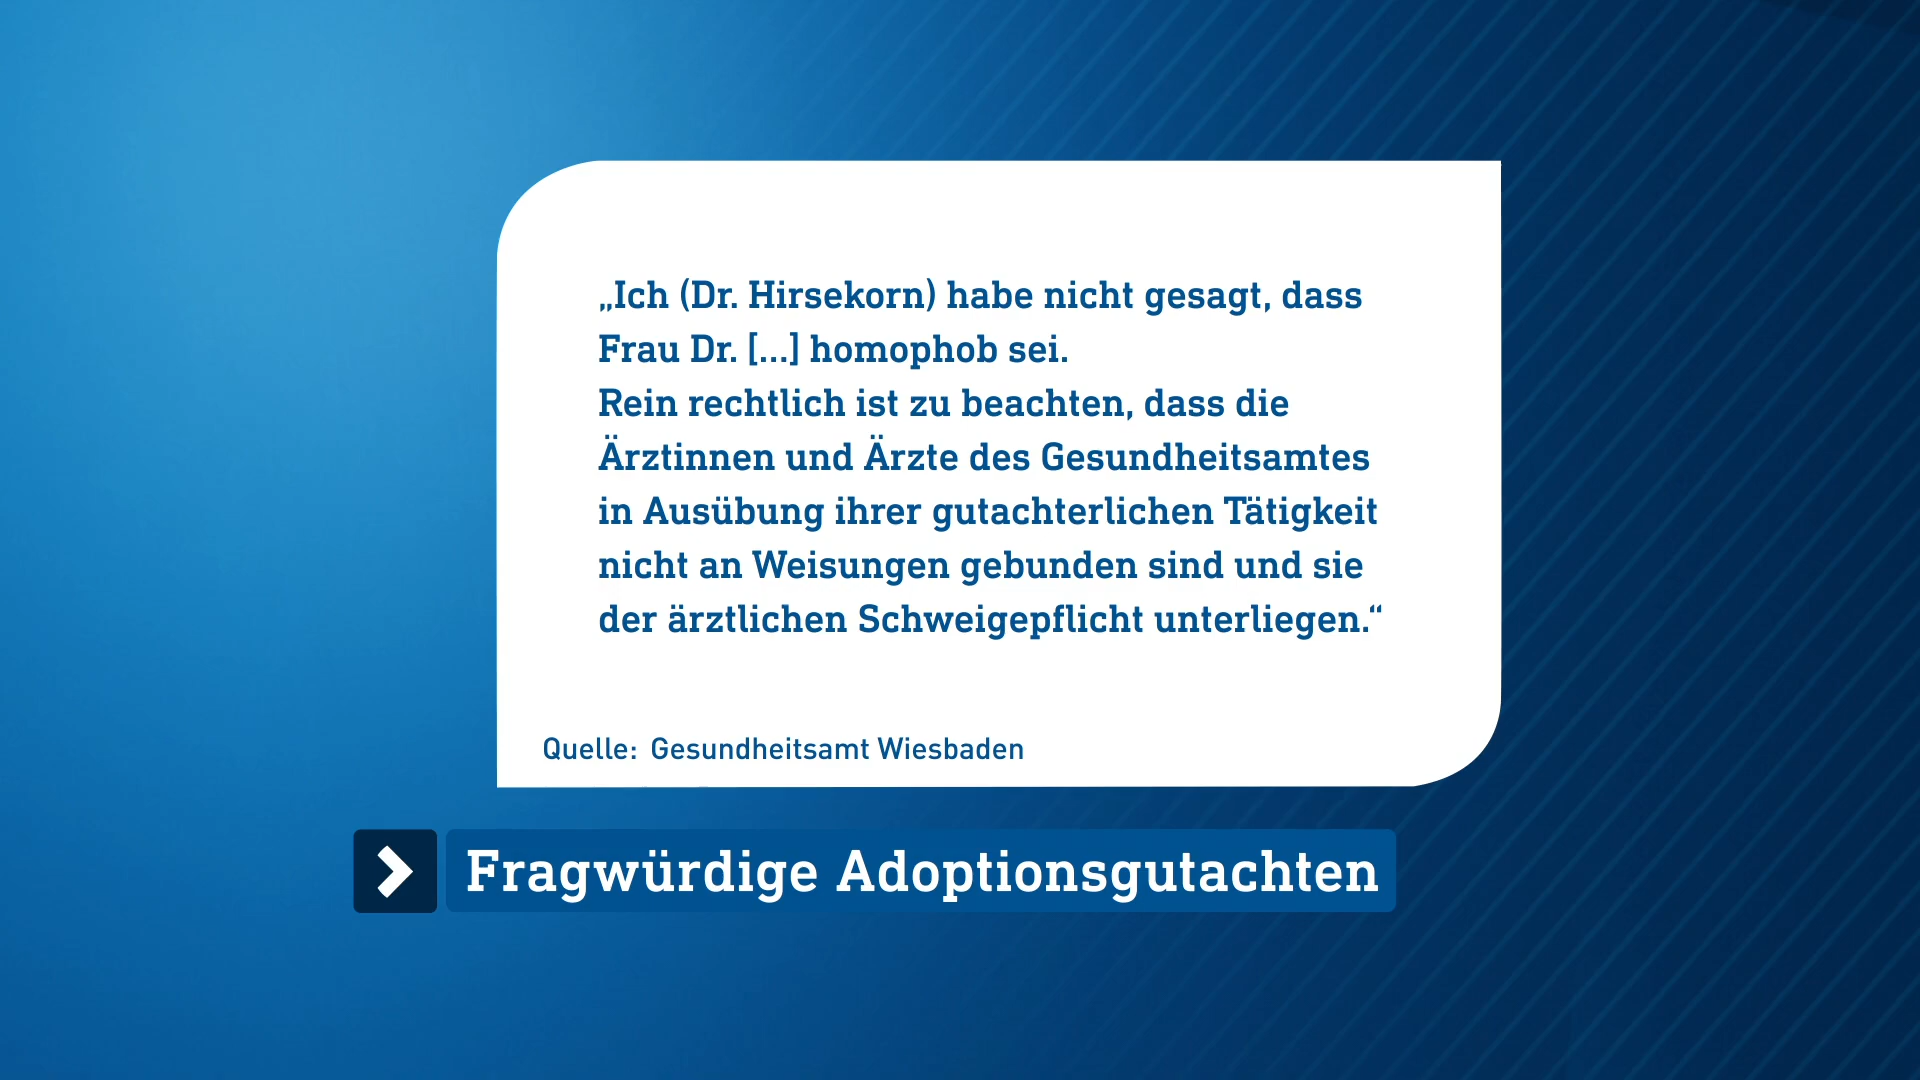 „Ich (Dr. Hirsekorn) habe nicht gesagt, dass
Frau Dr. [...] homophob sei.
Rein rechtlich ist zu beachten, dass die
Ärztinnen und Ärzte des Gesundheitsamtes
in Ausübung ihrer gutachterlichen Tätigkeit
nicht an Weisungen gebunden sind und sie
der ärztlichen Schweigepflicht unterliegen.“
Quelle: Gesundheitsamt Wiesbaden
Fragwürdige Adoptionsgutachten